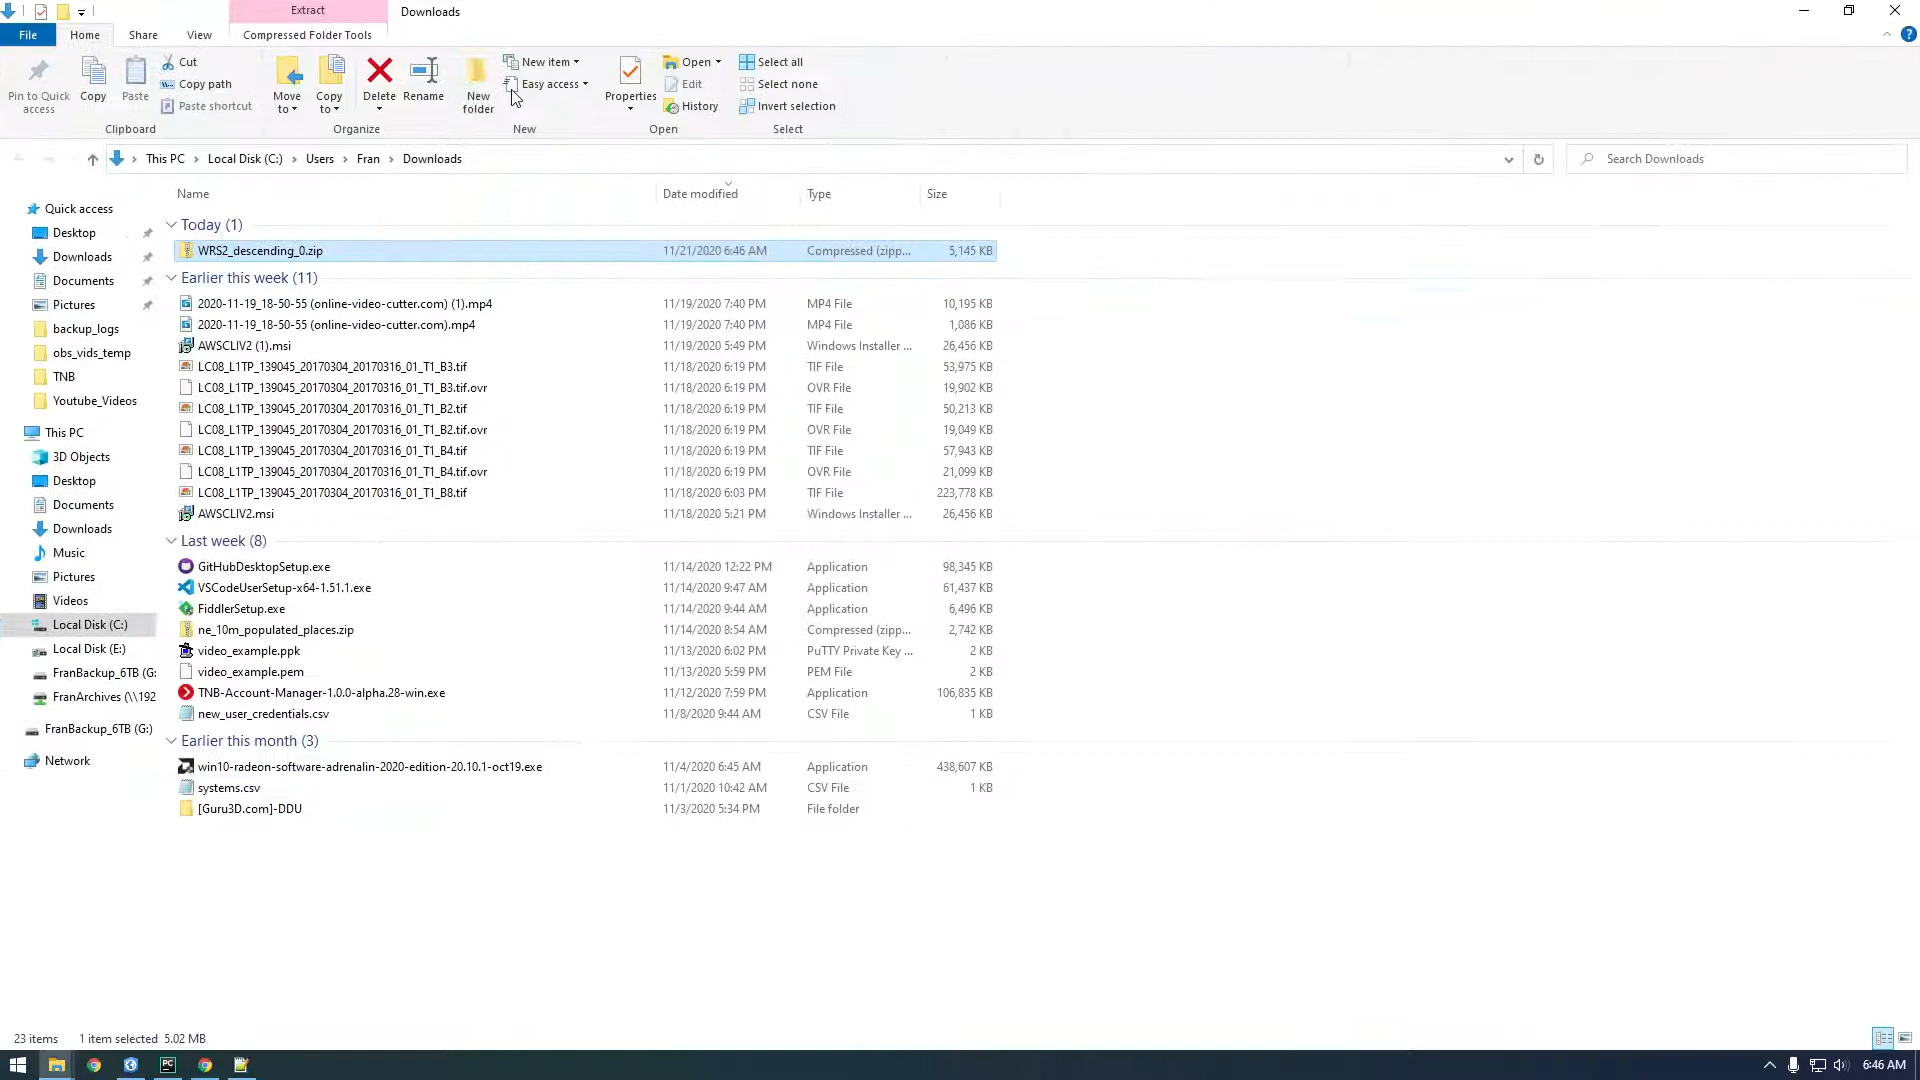 Extract
Downloads
File
Home
Share
View
Compressed Folder Tools
Pin to Quick access
Copy
Paste
Cut
Copy path
Paste shortcut
Clipboard
Move to
Copy to
Delete
Rename
Organize
New folder
New item
Easy access
New
Properties
Open
Edit
History
Open
Select all
Select none
Invert selection
Select
This PC
Local Disk (C:)
Users
Fran
Downloads
Search Downloads
Quick access
Desktop
Downloads
Documents
Pictures
backup_logs
obs_vids_temp
TNB
Youtube_Videos
This PC
3D Objects
Desktop
Documents
Downloads
Music
Pictures
Videos
Local Disk (C:)
Local Disk (E:)
FranBackup_6TB (G:
FranArchives (\\192
FranBackup_6TB (G:)
Network
Name Date modified Type Size
Today (1)
WRS2_descending_0.zip 11/21/2020 6:46 AM Compressed (zipp... 5,145 KB
Earlier this week (11)
2020-11-19_18-50-55 (online-video-cutter.com) (1).mp4 11/19/2020 7:40 PM MP4 File 10,195 KB
2020-11-19_18-50-55 (online-video-cutter.com).mp4 11/19/2020 7:40 PM MP4 File 1,086 KB
AWSCLIV2 (1).msi 11/19/2020 5:49 PM Windows Installer ... 26,456 KB
LC08_L1TP_139045_20170304_20170316_01_T1_B3.tif 11/18/2020 6:19 PM TIF File 53,975 KB
LC08_L1TP_139045_20170304_20170316_01_T1_B3.tif.ovr 11/18/2020 6:19 PM OVR File 19,902 KB
LC08_L1TP_139045_20170304_20170316_01_T1_B2.tif 11/18/2020 6:19 PM TIF File 50,213 KB
LC08_L1TP_139045_20170304_20170316_01_T1_B2.tif.ovr 11/18/2020 6:19 PM OVR File 19,049 KB
LC08_L1TP_139045_20170304_20170316_01_T1_B4.tif 11/18/2020 6:19 PM TIF File 57,943 KB
LC08_L1TP_139045_20170304_20170316_01_T1_B4.tif.ovr 11/18/2020 6:19 PM OVR File 21,099 KB
LC08_L1TP_139045_20170304_20170316_01_T1_B8.tif 11/18/2020 6:03 PM TIF File 223,778 KB
AWSCLIV2.msi 11/18/2020 5:21 PM Windows Installer ... 26,456 KB
Last week (8)
GitHubDesktopSetup.exe 11/14/2020 12:22 PM Application 98,345 KB
VSCodeUserSetup-x64-1.51.1.exe 11/14/2020 9:47 AM Application 61,437 KB
FiddlerSetup.exe 11/14/2020 9:44 AM Application 6,496 KB
ne_10m_populated_places.zip 11/14/2020 8:54 AM Compressed (zipp... 2,742 KB
video_example.ppk 11/13/2020 6:02 PM PuTTY Private Key ... 2 KB
video_example.pem 11/13/2020 5:59 PM PEM File 2 KB
TNB-Account-Manager-1.0.0-alpha.28-win.exe 11/12/2020 7:59 PM Application 106,835 KB
new_user_credentials.csv 11/8/2020 9:44 AM CSV File 1 KB
Earlier this month (3)
win10-radeon-software-adrenalin-2020-edition-20.10.1-oct19.exe 11/4/2020 6:45 AM Application 438,607 KB
systems.csv 11/1/2020 10:42 AM CSV File 1 KB
[Guru3D.com]-DDU 11/3/2020 5:34 PM File folder
23 items 1 item selected 5.02 MB
PC
6:46 AM